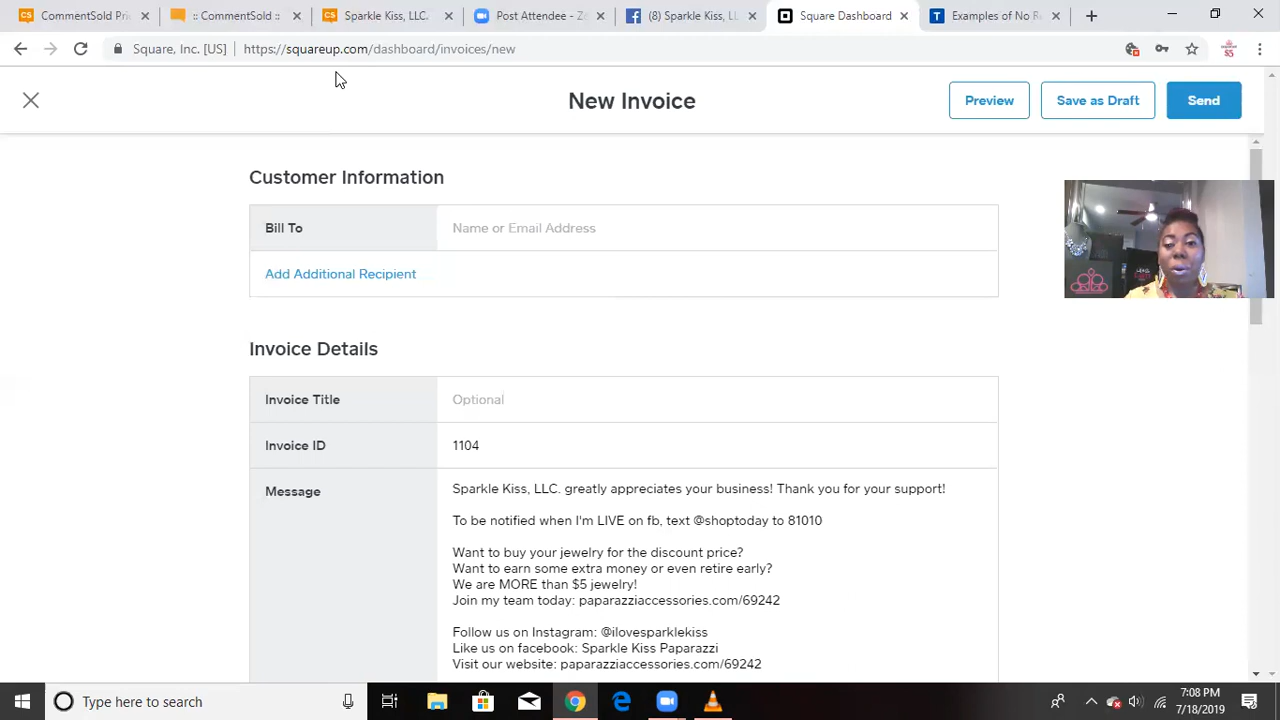 CommentSold Pri
:: CommentSold ::
Sparkle Kiss, LLC.
Post Attendee - Zo
(8) Sparkle Kiss, LL
Square Dashboard
Examples of No Re
Square, Inc. [US] https://squareup.com/dashboard/invoices/new
New Invoice
Preview
Save as Draft
Send
Customer Information
Bill To
Name or Email Address
Add Additional Recipient
Invoice Details
Invoice Title
Optional
Invoice ID
1104
Message
Sparkle Kiss, LLC. greatly appreciates your business! Thank you for your support!
To be notified when I'm LIVE on fb, text @shoptoday to 81010
Want to buy your jewelry for the discount price?
Want to earn some extra money or even retire early?
We are MORE than $5 jewelry!
Join my team today: paparazziaccessories.com/69242
Follow us on Instagram: @ilovesparklekiss
Like us on facebook: Sparkle Kiss Paparazzi
Visit our website: paparazziaccessories.com/69242
Type here to search
7:08 PM
7/18/2019